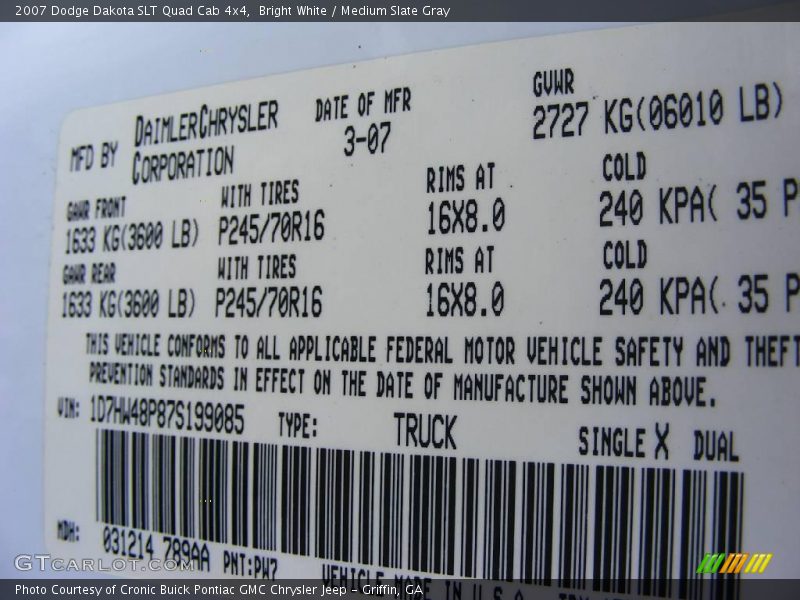 2007 Dodge Dakota SLT Quad Cab 4x4,  Bright White / Medium Slate Gray
MFD BY DAIMLERCHRYSLER CORPORATION
DATE OF MFR
3-07
GVWR
2727 KG(06010 LB)
GAWR FRONT WITH TIRES RIMS AT COLD
1633 KG(3600 LB) P245/70R16 16X8.0 240 KPA( 35 P
GAWR REAR WITH TIRES RIMS AT COLD
1633 KG(3600 LB) P245/70R16 16X8.0 240 KPA( 35 P
THIS VEHICLE CONFORMS TO ALL APPLICABLE FEDERAL MOTOR VEHICLE SAFETY AND THEFT
PREVENTION STANDARDS IN EFFECT ON THE DATE OF MANUFACTURE SHOWN ABOVE.
VIN: 1D7HW48P87S199085 TYPE: TRUCK SINGLE X DUAL
MDH: 031214 789AA PNT:PW7
VEHICLE MADE IN U.S.A.
GTCARLOT.COM
Photo Courtesy of Cronic Buick Pontiac GMC Chrysler Jeep - Griffin, GA